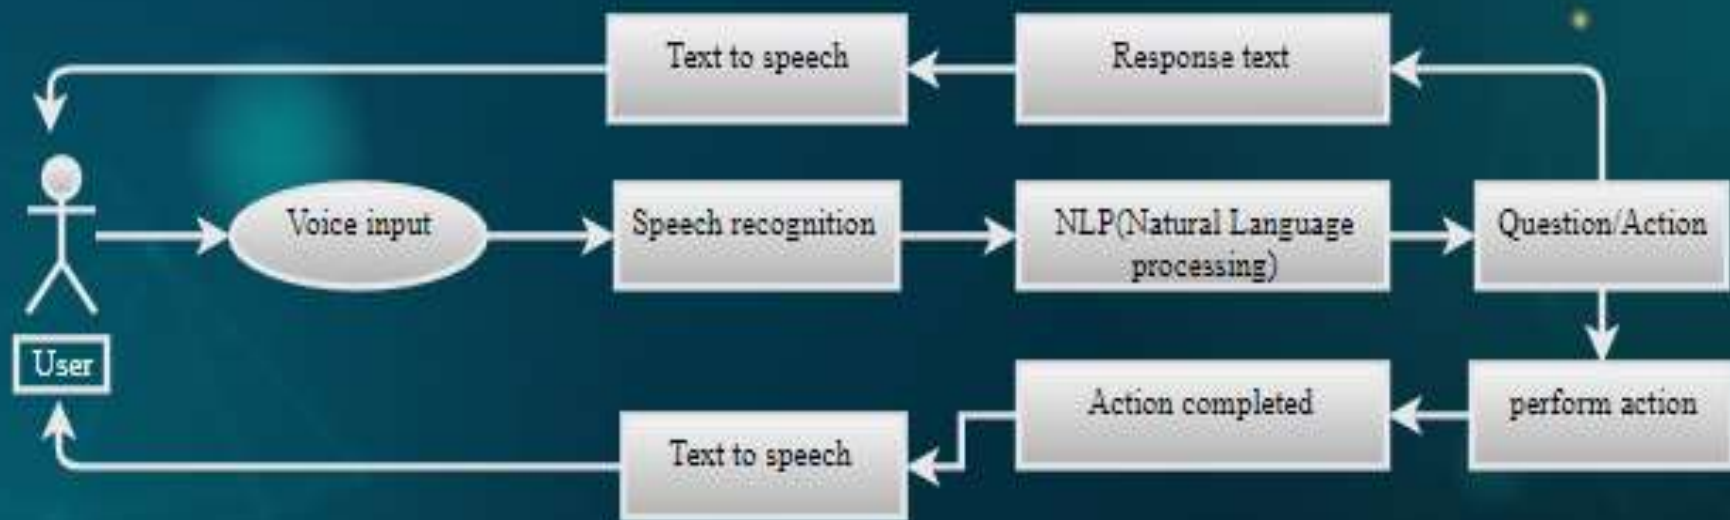 Text to speech
Response text
Voice input
Speech recognition
NLP(Natural Language
processing)
Question/Action
User
Action completed
perform action
Text to speech